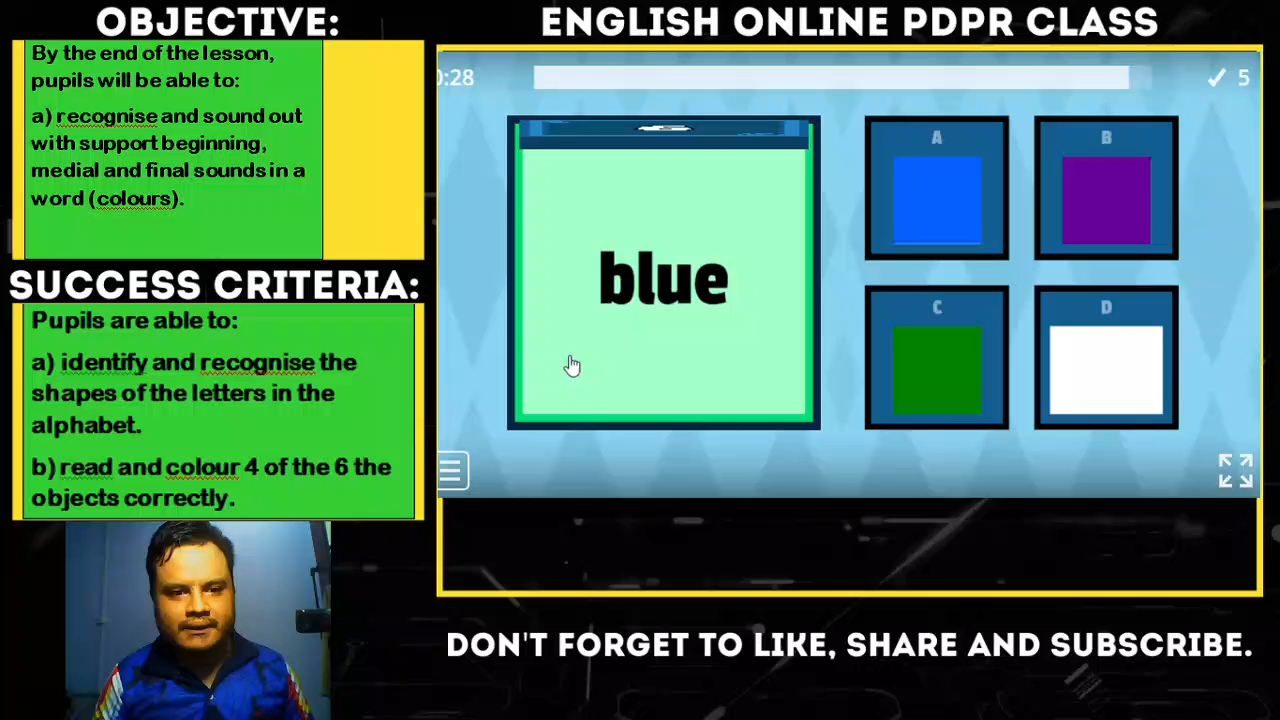 OBJECTIVE:
By the end of the lesson,
pupils will be able to:
a) recognise and sound out
with support beginning,
medial and final sounds in a
word (colours).
SUCCESS CRITERIA:
Pupils are able to:
a) identify and recognise the
shapes of the letters in the
alphabet.
b) read and colour 4 of the 6 the
objects correctly.
ENGLISH ONLINE PDPR CLASS
0:28
✓ 5
blue
A
B
C
D
DON'T FORGET TO LIKE, SHARE AND SUBSCRIBE.